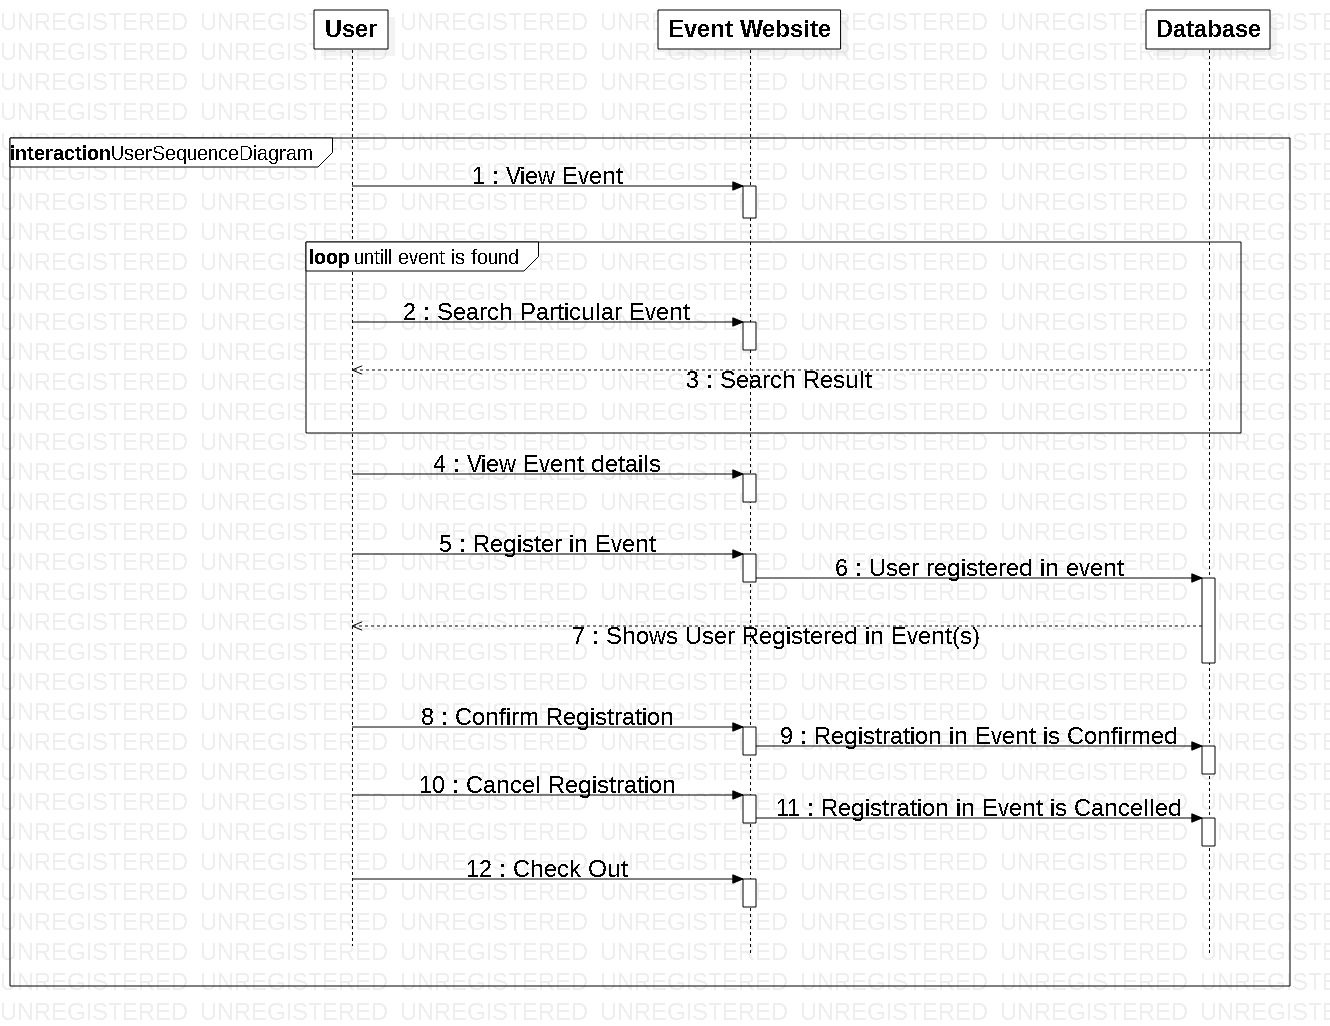 User
Event Website
Database
interactionUserSequenceDiagram
1 : View Event
loop untill event is found
2 : Search Particular Event
3 : Search Result
4 : View Event details
5 : Register in Event
6 : User registered in event
7 : Shows User Registered in Event(s)
8 : Confirm Registration
9 : Registration in Event is Confirmed
10 : Cancel Registration
11 : Registration in Event is Cancelled
12 : Check Out
UNREGISTERED